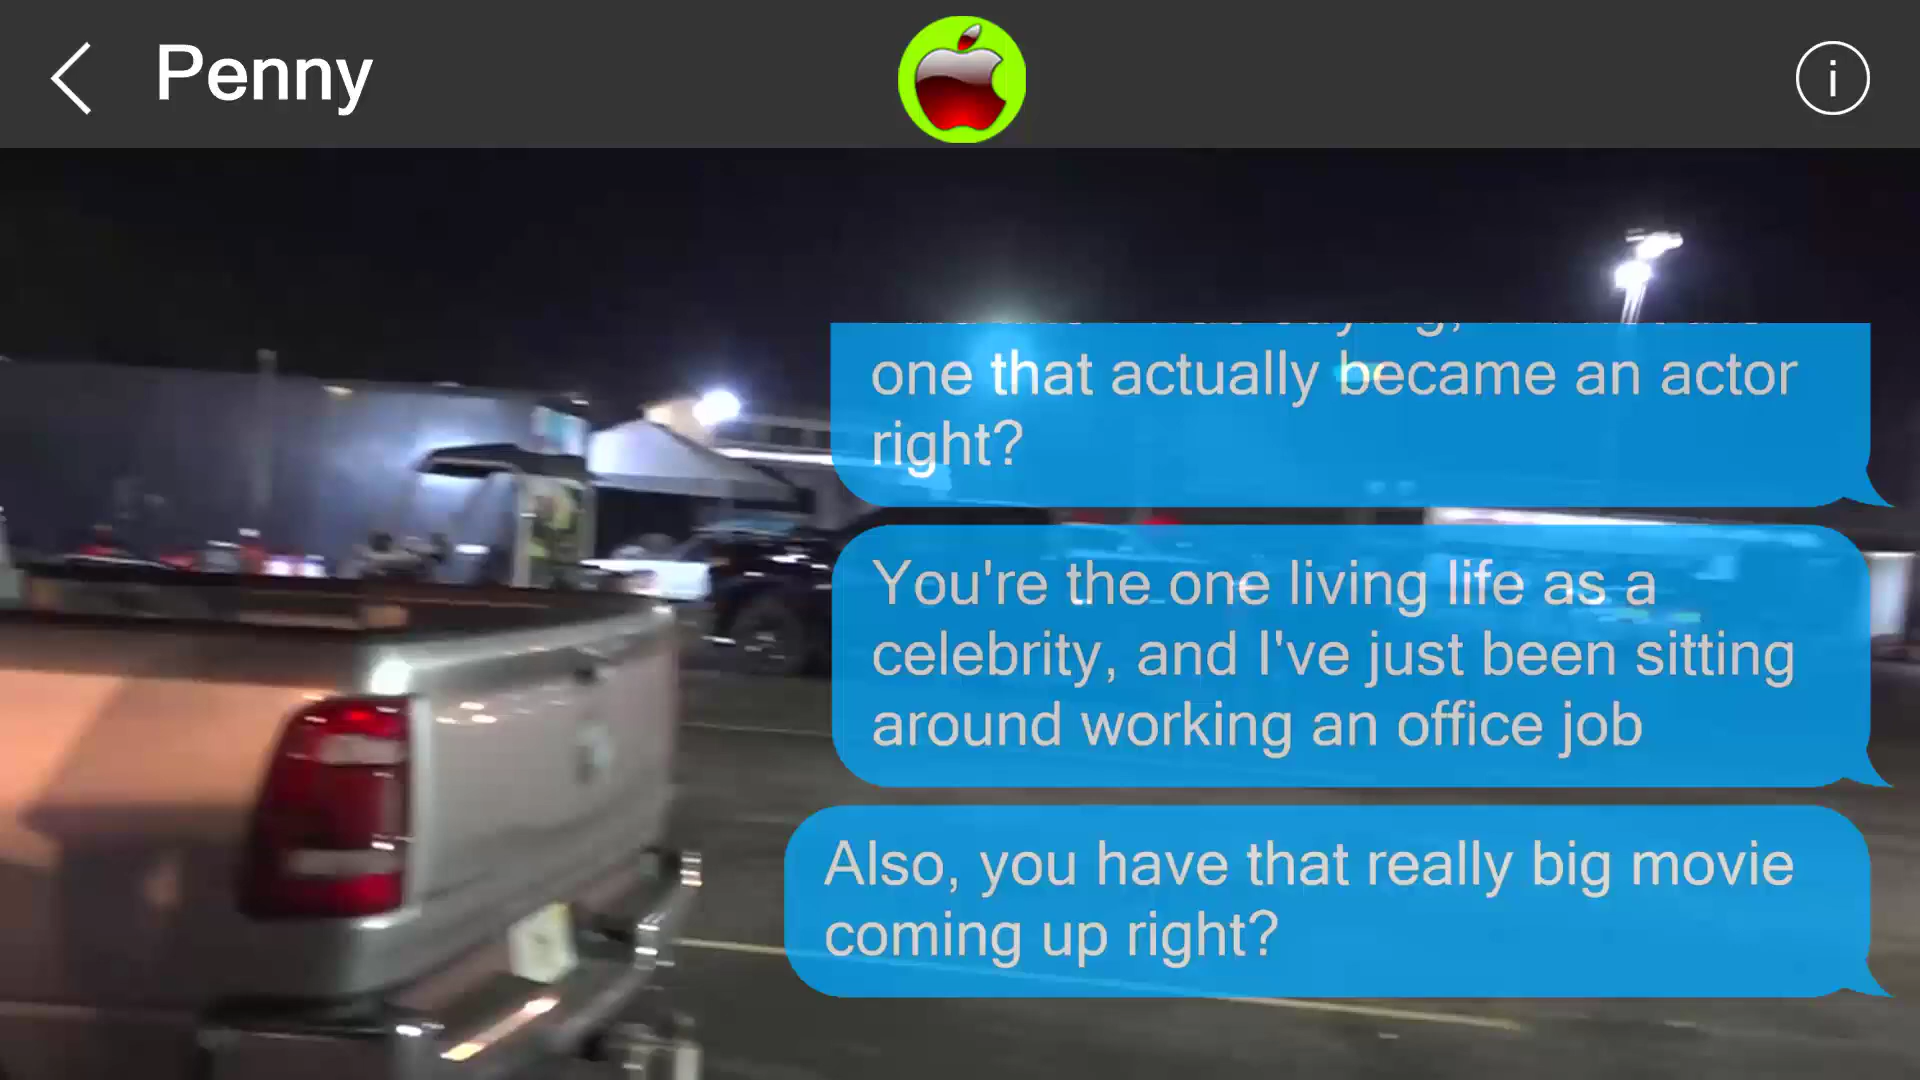 Penny
one that actually became an actor
right?
You're the one living life as a
celebrity, and I've just been sitting
around working an office job
Also, you have that really big movie
coming up right?